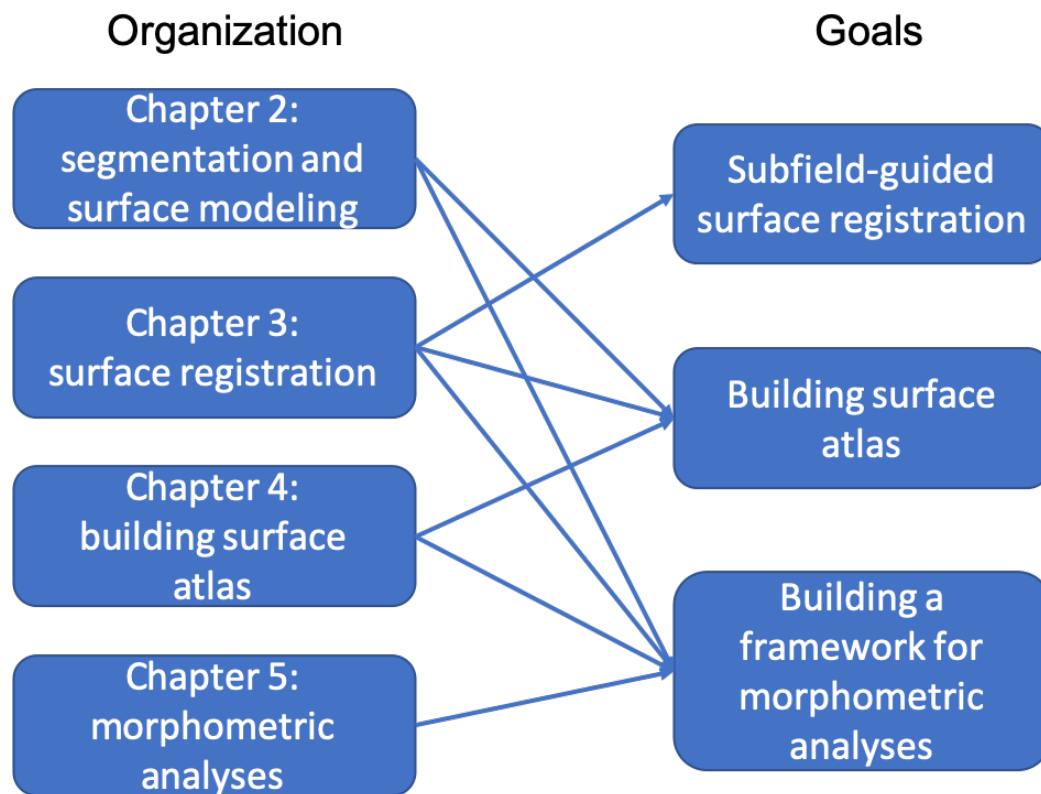 Organization
Goals
Chapter 2:
segmentation and
surface modeling
Chapter 3:
surface registration
Chapter 4:
building surface
atlas
Chapter 5:
morphometric
analyses
Subfield-guided
surface registration
Building surface
atlas
Building a
framework for
morphometric
analyses